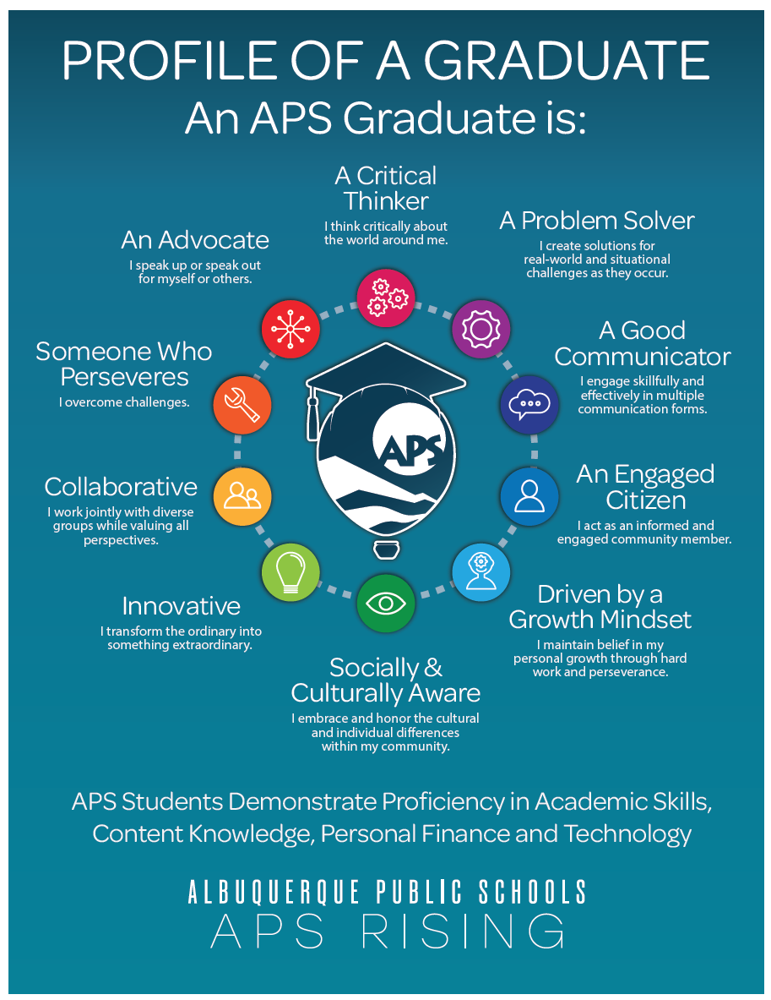 PROFILE OF A GRADUATE
An APS Graduate is:
A Critical
Thinker
I think critically about
the world around me.
A Problem Solver
I create solutions for
real-world and situational
challenges as they occur.
A Good
Communicator
I engage skillfully and
effectively in multiple
communication forms.
An Engaged
Citizen
I act as an informed and
engaged community member.
Driven by a
Growth Mindset
I maintain belief in my
personal growth through hard
work and perseverance.
Socially &
Culturally Aware
I embrace and honor the cultural
and individual differences
within my community.
Innovative
I transform the ordinary into
something extraordinary.
Collaborative
I work jointly with diverse
groups while valuing all
perspectives.
Someone Who
Perseveres
I overcome challenges.
An Advocate
I speak up or speak out
for myself or others.
APS
APS Students Demonstrate Proficiency in Academic Skills,
Content Knowledge, Personal Finance and Technology
ALBUQUERQUE PUBLIC SCHOOLS
APS RISING